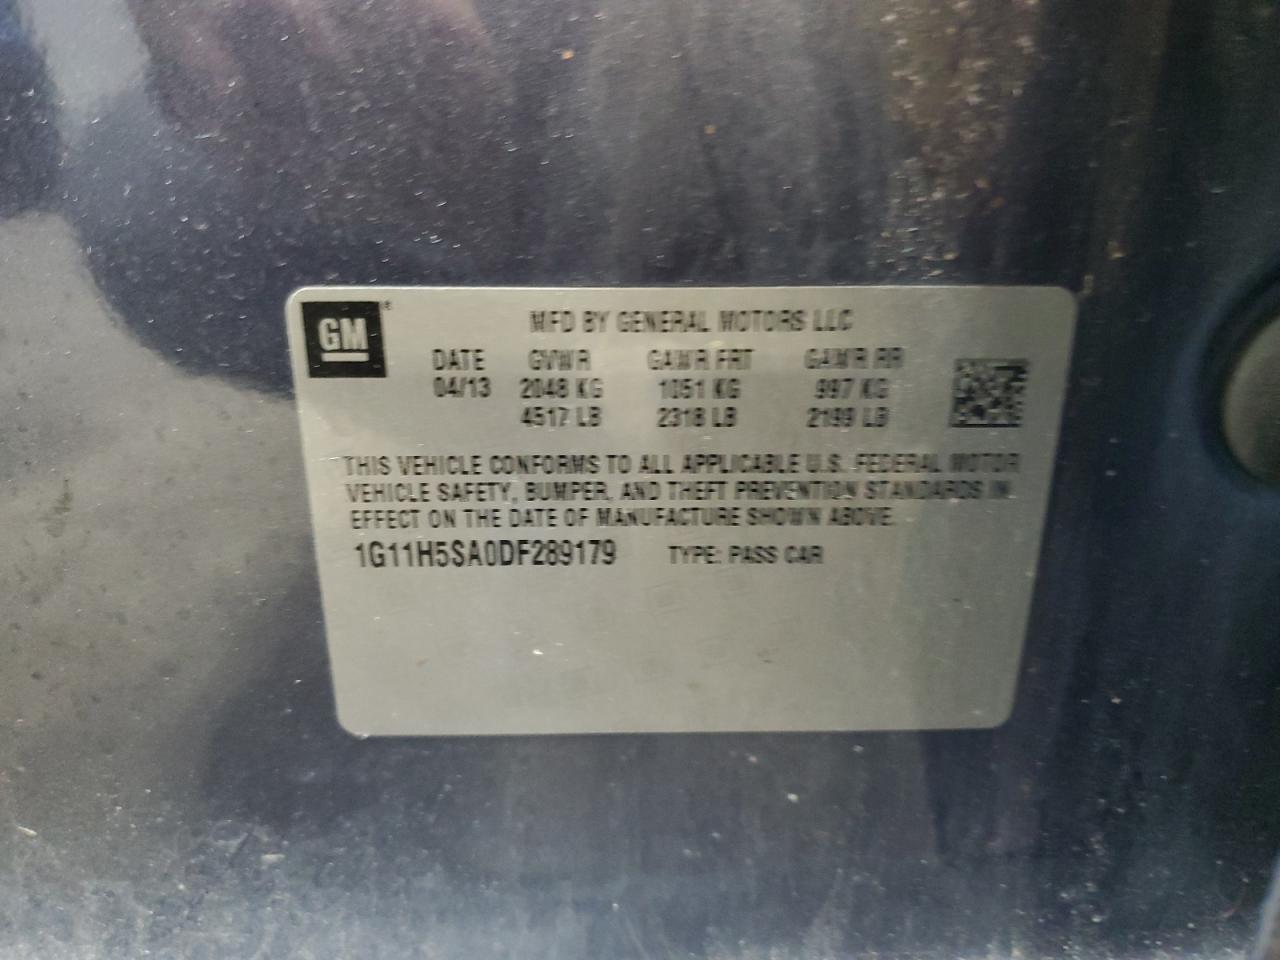 GM
MFD BY GENERAL MOTORS LLC
DATE GVWR GAWR FRT GAWR RR
04/13 2048 KG 1051 KG 997 KG
4517 LB 2318 LB 2199 LB
THIS VEHICLE CONFORMS TO ALL APPLICABLE U.S. FEDERAL MOTOR
VEHICLE SAFETY, BUMPER, AND THEFT PREVENTION STANDARDS IN
EFFECT ON THE DATE OF MANUFACTURE SHOWN ABOVE.
1G11H5SA0DF289179 TYPE: PASS CAR